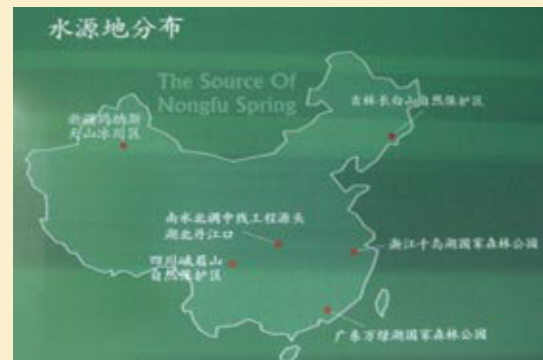 水源地分布
The Source Of
Nongfu Spring
吉林长白山自然保护区
新疆玛纳斯
天山冰川区
南水北调中线工程源头
湖北丹江口
四川峨眉山
自然保护区
浙江千岛湖国家森林公园
广东万绿湖国家森林公园